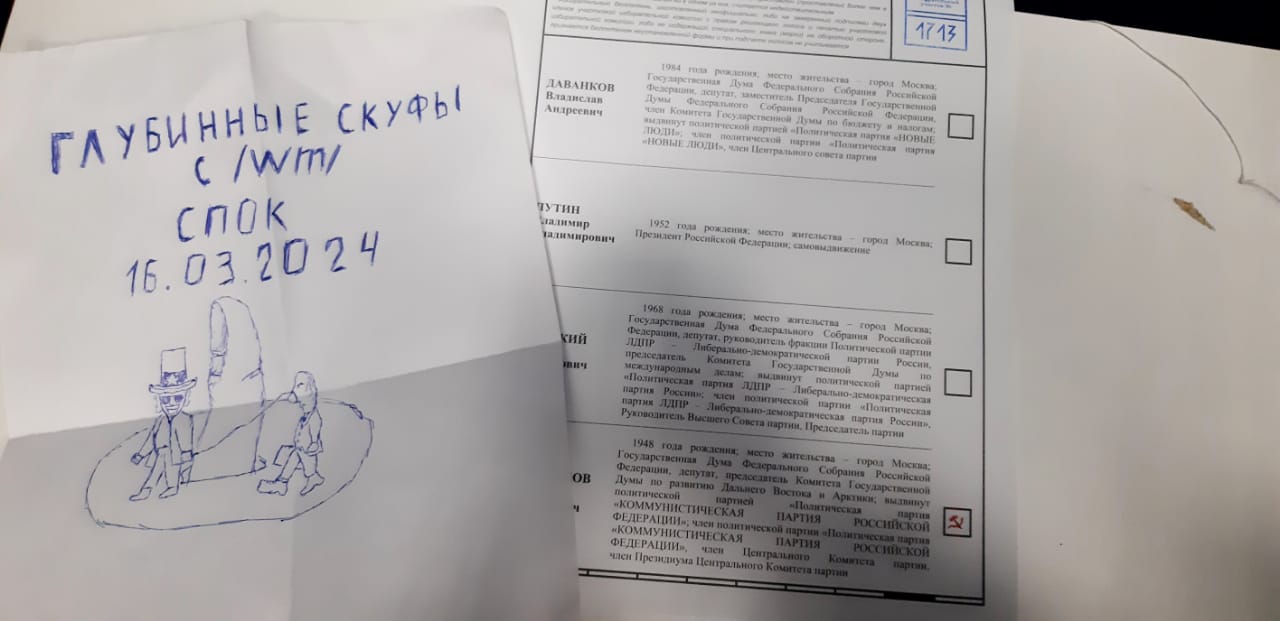 ГЛУБИННЫЕ СКУФЫ
С /wm/
СПОК
16.03.2024
1713
ДАВАНКОВ
Владислав
Андреевич
1984 года рождения; место жительства – город Москва;
Государственная Дума Федерального Собрания Российской
Федерации, депутат, заместитель Председателя Государственной
Думы Федерального Собрания Российской Федерации,
член Комитета Государственной Думы по бюджету и налогам;
выдвинут политической партией «Политическая партия «НОВЫЕ
ЛЮДИ»; член политической партии «Политическая партия
«НОВЫЕ ЛЮДИ», член Центрального совета партии
ПУТИН
Владимир
Владимирович
1952 года рождения; место жительства – город Москва;
Президент Российской Федерации; самовыдвижение
КИЙ
ович
1968 года рождения; место жительства – город Москва;
Государственная Дума Федерального Собрания Российской
Федерации, депутат, руководитель фракции Политической партии
ЛДПР – Либерально-демократической партии России,
председатель Комитета Государственной Думы по
международным делам; выдвинут политической партией
«Политическая партия ЛДПР – Либерально-демократическая
партия России»; член политической партии «Политическая
партия ЛДПР – Либерально-демократическая партия России»,
Руководитель Высшего Совета партии, Председатель партии
ОВ
ч
1948 года рождения; место жительства – город Москва;
Государственная Дума Федерального Собрания Российской
Федерации, депутат, председатель Комитета Государственной
Думы по развитию Дальнего Востока и Арктики; выдвинут
политической партией «Политическая партия
«КОММУНИСТИЧЕСКАЯ ПАРТИЯ РОССИЙСКОЙ
ФЕДЕРАЦИИ»; член политической партии «Политическая партия
«КОММУНИСТИЧЕСКАЯ ПАРТИЯ РОССИЙСКОЙ
ФЕДЕРАЦИИ», член Центрального Комитета партии,
член Президиума Центрального Комитета партии